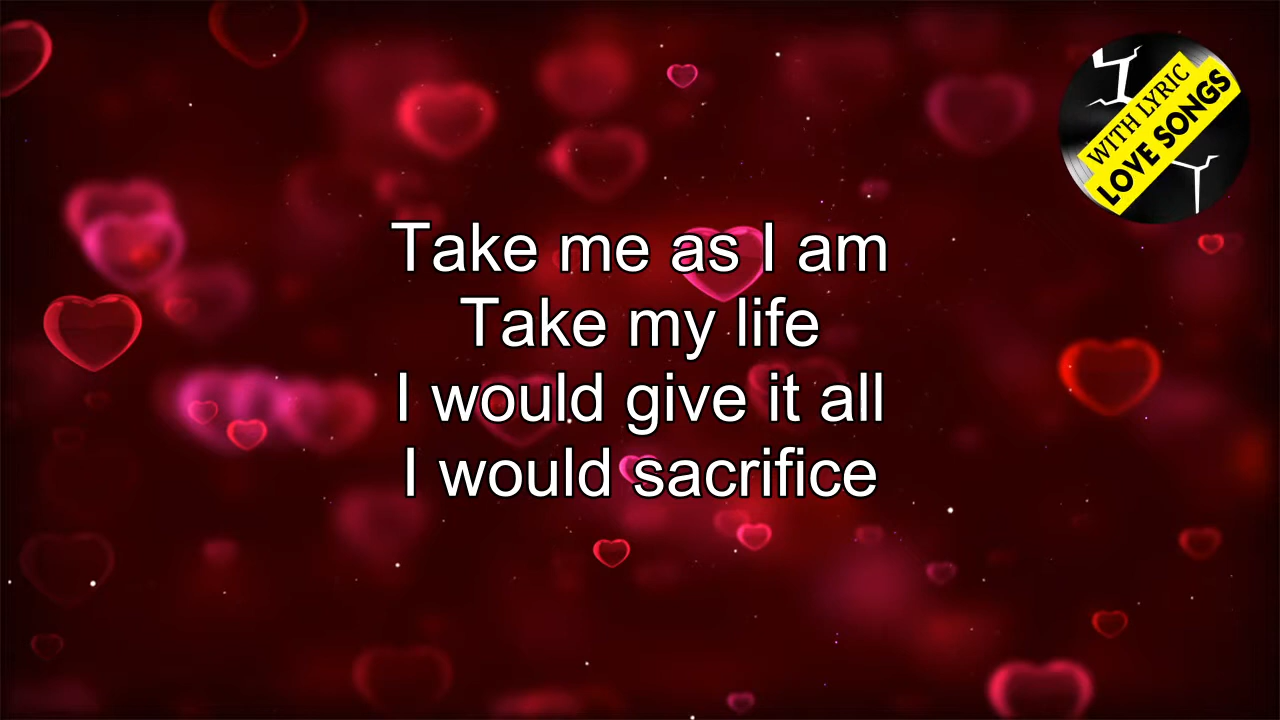 WITH LYRIC
LOVE SONGS
Take me as I am
Take my life
I would give it all
I would sacrifice